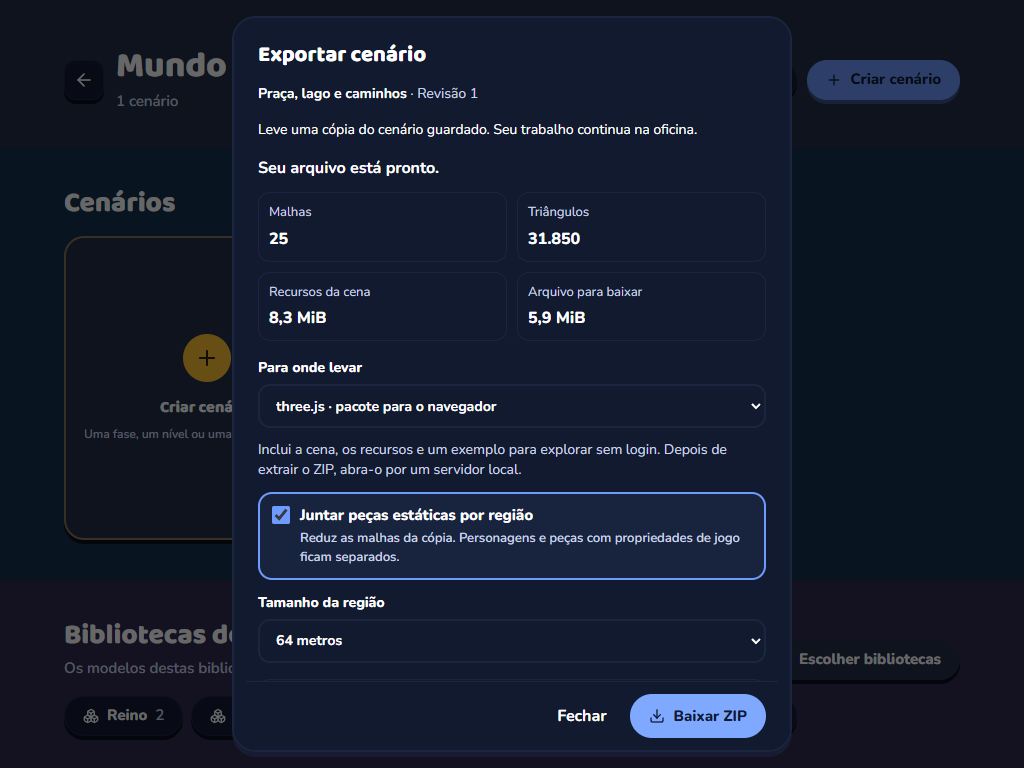 Mundo
1 cenário
Criar cenário
Cenários
Criar cená
Uma fase, um nível ou uma
Bibliotecas de
Os modelos destas biblio
Reino 2
Escolher bibliotecas
Exportar cenário
Praça, lago e caminhos · Revisão 1
Leve uma cópia do cenário guardado. Seu trabalho continua na oficina.
Seu arquivo está pronto.
Malhas
25
Triângulos
31.850
Recursos da cena
8,3 MiB
Arquivo para baixar
5,9 MiB
Para onde levar
three.js · pacote para o navegador
Inclui a cena, os recursos e um exemplo para explorar sem login. Depois de
extrair o ZIP, abra-o por um servidor local.
Juntar peças estáticas por região
Reduz as malhas da cópia. Personagens e peças com propriedades de jogo
ficam separados.
Tamanho da região
64 metros
Fechar
Baixar ZIP